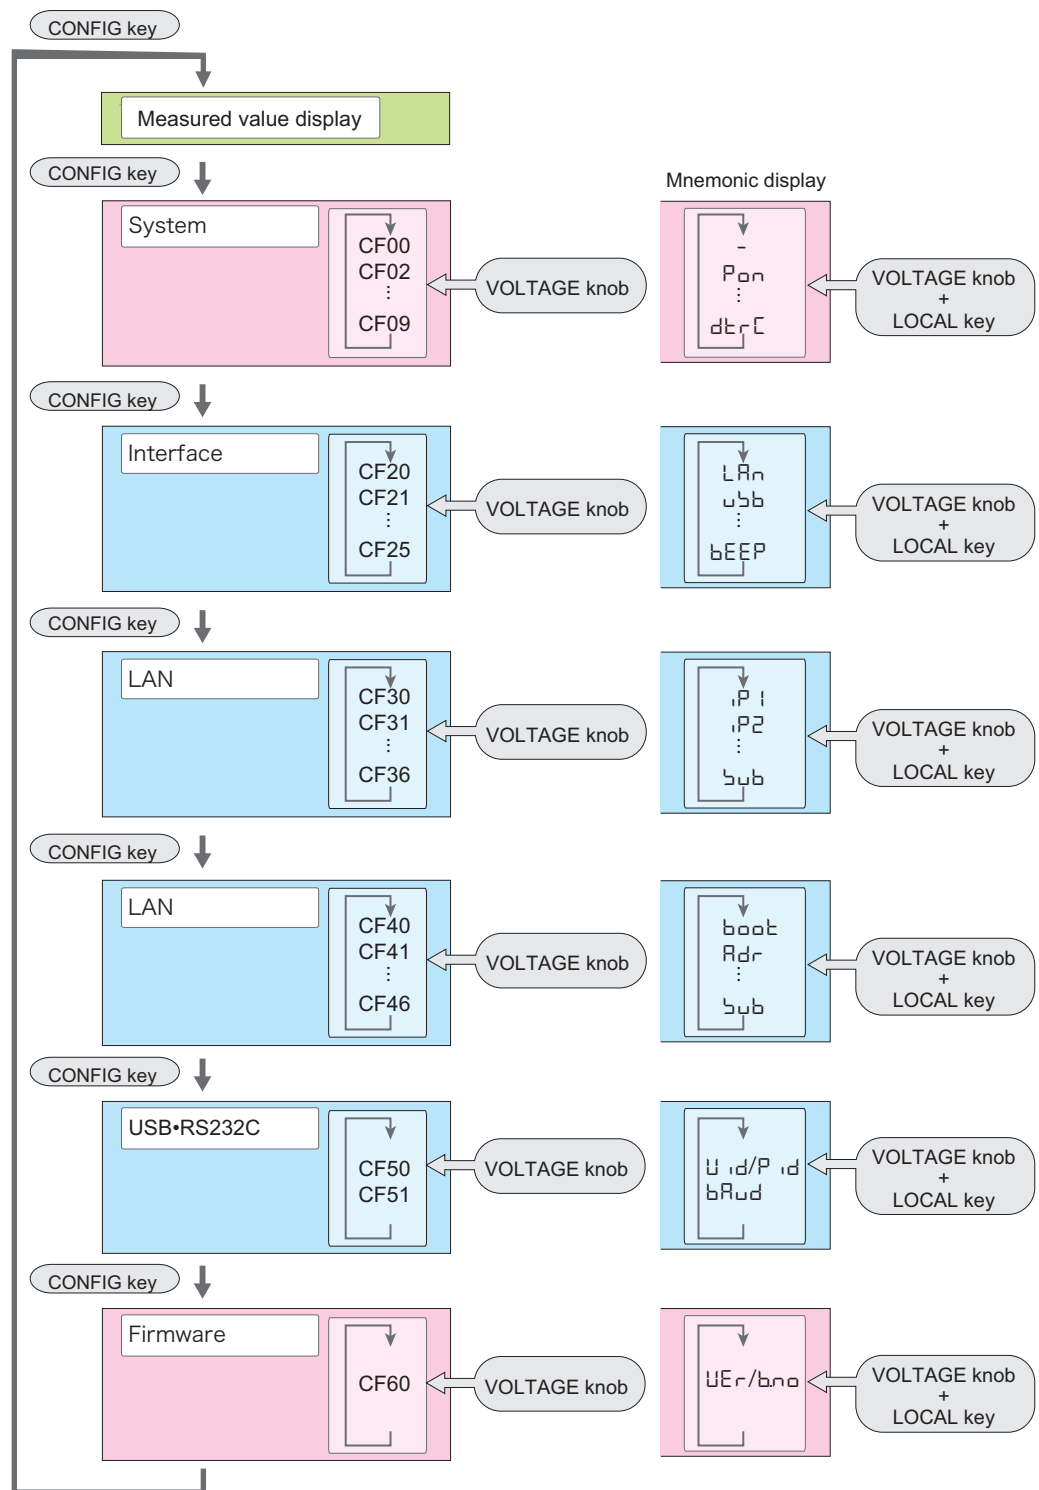 CONFIG key
Measured value display
CONFIG key
Mnemonic display
System
CF00
CF02
⋮
CF09
VOLTAGE knob
-
Pon
⋮
dtrC
VOLTAGE knob
+
LOCAL key
CONFIG key
Interface
CF20
CF21
⋮
CF25
VOLTAGE knob
LAn
uSb
⋮
bEEP
VOLTAGE knob
+
LOCAL key
CONFIG key
LAN
CF30
CF31
⋮
CF36
VOLTAGE knob
iP1
iP2
⋮
Sub
VOLTAGE knob
+
LOCAL key
CONFIG key
LAN
CF40
CF41
⋮
CF46
VOLTAGE knob
boot
Adr
⋮
Sub
VOLTAGE knob
+
LOCAL key
CONFIG key
USB•RS232C
CF50
CF51
VOLTAGE knob
Uid/Pid
bAud
VOLTAGE knob
+
LOCAL key
CONFIG key
Firmware
CF60
VOLTAGE knob
UEr/b.no
VOLTAGE knob
+
LOCAL key